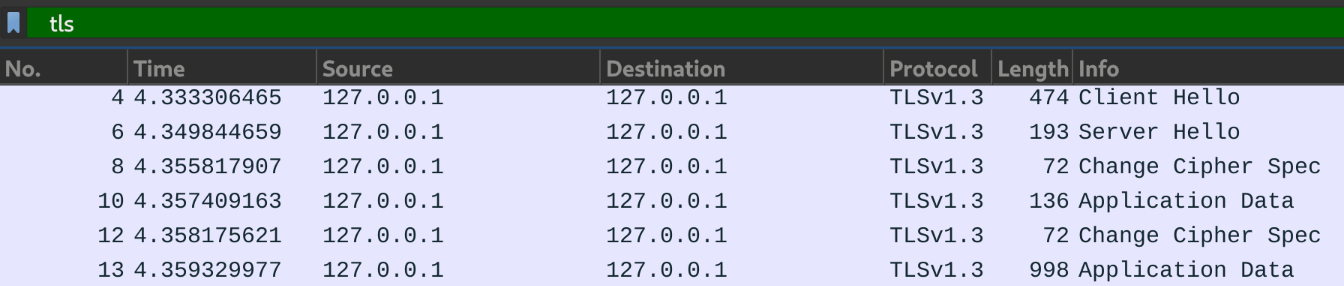 tls
No. Time Source Destination Protocol Length Info
4 4.333306465 127.0.0.1 127.0.0.1 TLSv1.3 474 Client Hello
6 4.349844659 127.0.0.1 127.0.0.1 TLSv1.3 193 Server Hello
8 4.355817907 127.0.0.1 127.0.0.1 TLSv1.3 72 Change Cipher Spec
10 4.357409163 127.0.0.1 127.0.0.1 TLSv1.3 136 Application Data
12 4.358175621 127.0.0.1 127.0.0.1 TLSv1.3 72 Change Cipher Spec
13 4.359329977 127.0.0.1 127.0.0.1 TLSv1.3 998 Application Data